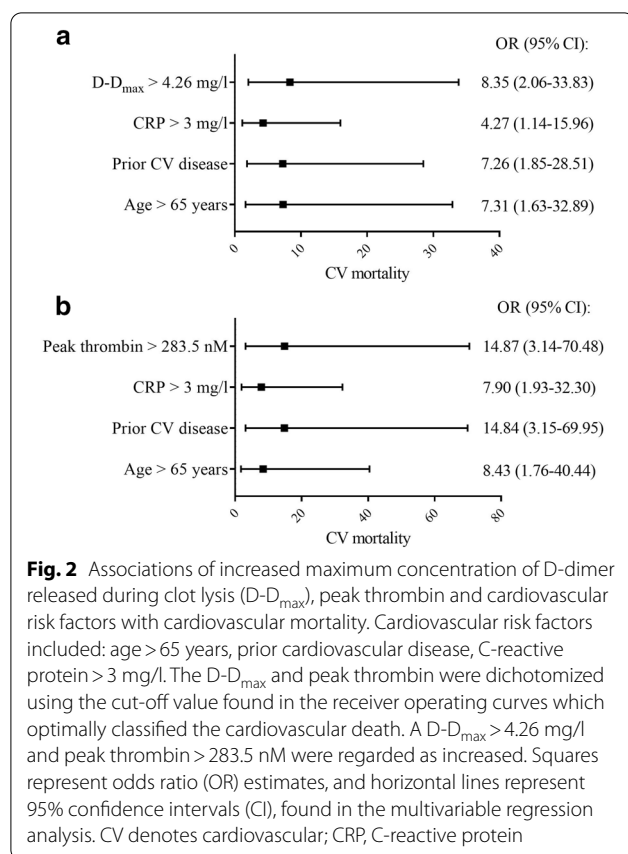 a
OR (95% CI):
D-Dmax > 4.26 mg/l 8.35 (2.06-33.83)
CRP > 3 mg/l 4.27 (1.14-15.96)
Prior CV disease 7.26 (1.85-28.51)
Age > 65 years 7.31 (1.63-32.89)
0 10 20 30 40
CV mortality
b
OR (95% CI):
Peak thrombin > 283.5 nM 14.87 (3.14-70.48)
CRP > 3 mg/l 7.90 (1.93-32.30)
Prior CV disease 14.84 (3.15-69.95)
Age > 65 years 8.43 (1.76-40.44)
0 20 40 60 80
CV mortality
Fig. 2 Associations of increased maximum concentration of D-dimer
released during clot lysis (D-Dmax), peak thrombin and cardiovascular
risk factors with cardiovascular mortality. Cardiovascular risk factors
included: age > 65 years, prior cardiovascular disease, C-reactive
protein > 3 mg/l. The D-Dmax and peak thrombin were dichotomized
using the cut-off value found in the receiver operating curves which
optimally classified the cardiovascular death. A D-Dmax > 4.26 mg/l
and peak thrombin > 283.5 nM were regarded as increased. Squares
represent odds ratio (OR) estimates, and horizontal lines represent
95% confidence intervals (CI), found in the multivariable regression
analysis. CV denotes cardiovascular; CRP, C-reactive protein